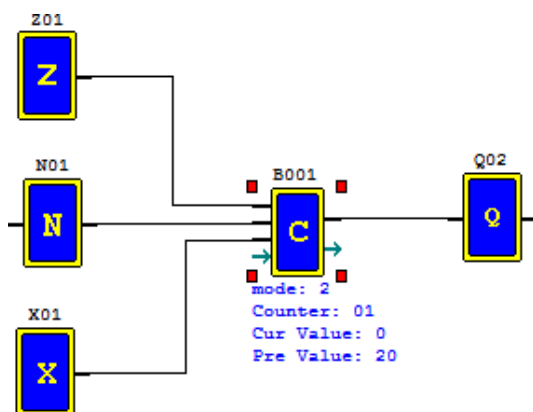 Z01
Z
N01
N
B001
C
Q02
Q
X01
X
mode: 2
Counter: 01
Cur Value: 0
Pre Value: 20